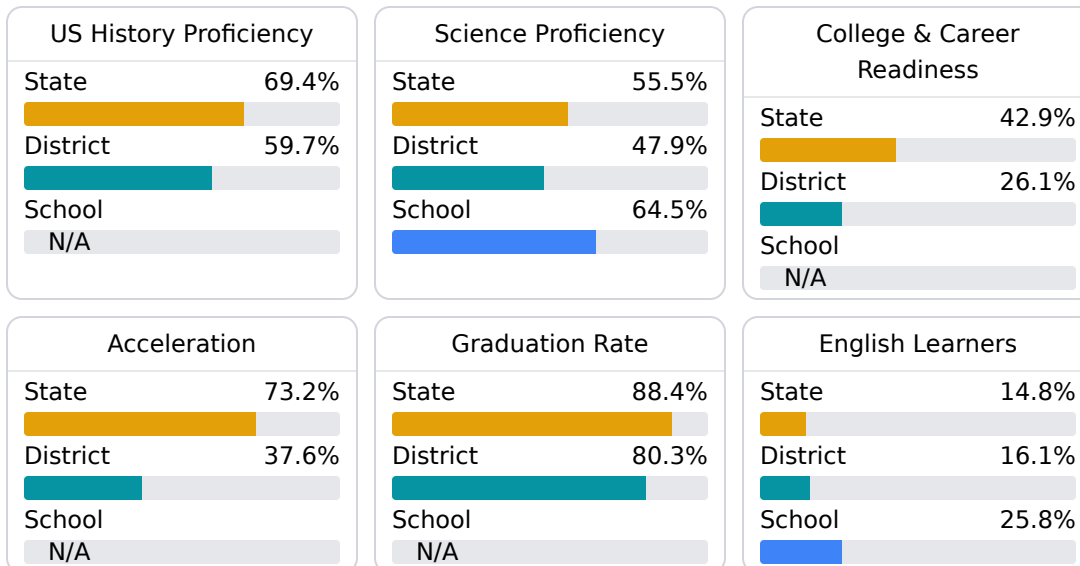 US History Proficiency
State 69.4%
District 59.7%
School
N/A
Science Proficiency
State 55.5%
District 47.9%
School 64.5%
College & Career
Readiness
State 42.9%
District 26.1%
School
N/A
Acceleration
State 73.2%
District 37.6%
School
N/A
Graduation Rate
State 88.4%
District 80.3%
School
N/A
English Learners
State 14.8%
District 16.1%
School 25.8%